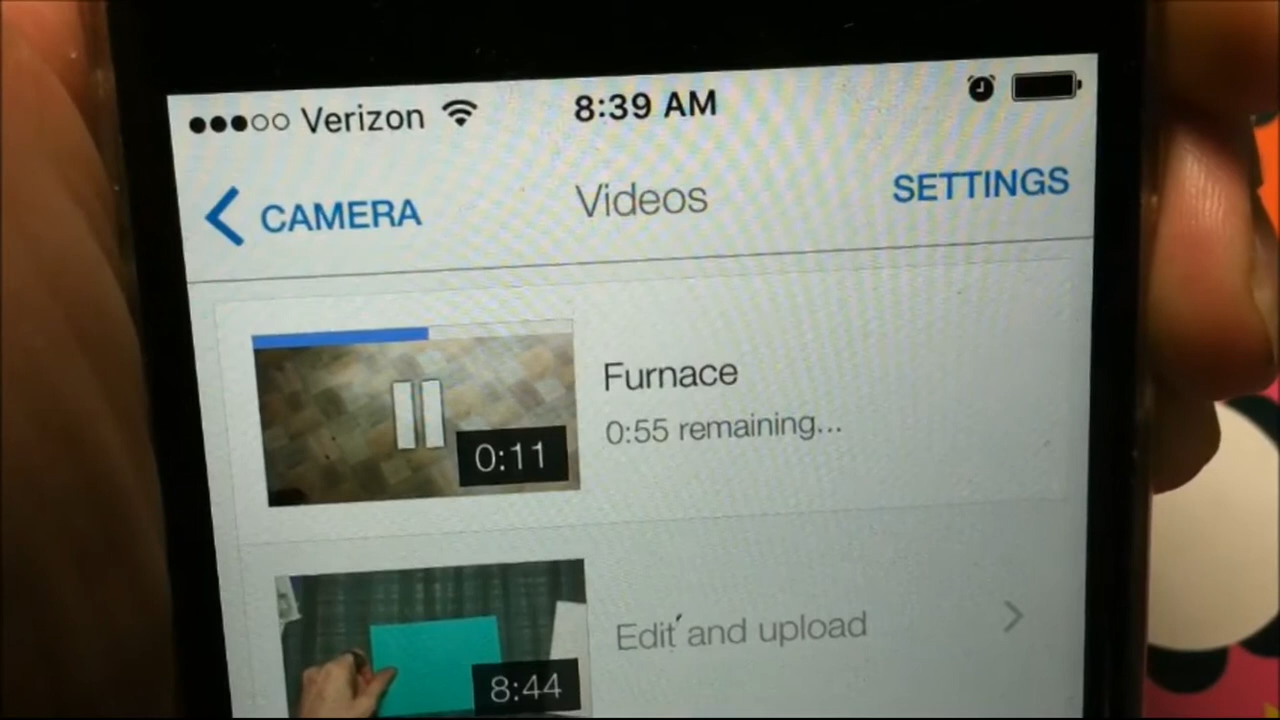 Verizon 8:39 AM
CAMERA Videos SETTINGS
Furnace
0:55 remaining...
0:11
Edit and upload
8:44